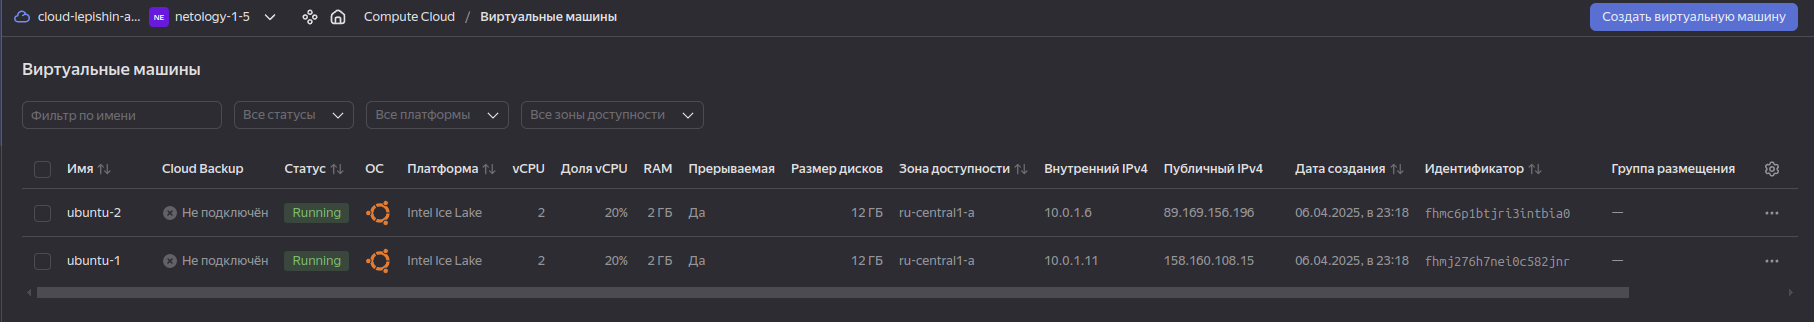 cloud-lepishin-a... NE netology-1-5 Compute Cloud / Виртуальные машины Создать виртуальную машину
Виртуальные машины
Фильтр по имени Все статусы Все платформы Все зоны доступности
Имя Cloud Backup Статус ОС Платформа vCPU Доля vCPU RAM Прерываемая Размер дисков Зона доступности Внутренний IPv4 Публичный IPv4 Дата создания Идентификатор Группа размещения
ubuntu-2 Не подключён Running Intel Ice Lake 2 20% 2 ГБ Да 12 ГБ ru-central1-a 10.0.1.6 89.169.156.196 06.04.2025, в 23:18 fhmc6p1btjri3intbia0 —
ubuntu-1 Не подключён Running Intel Ice Lake 2 20% 2 ГБ Да 12 ГБ ru-central1-a 10.0.1.11 158.160.108.15 06.04.2025, в 23:18 fhmj276h7nei0c582jnr —